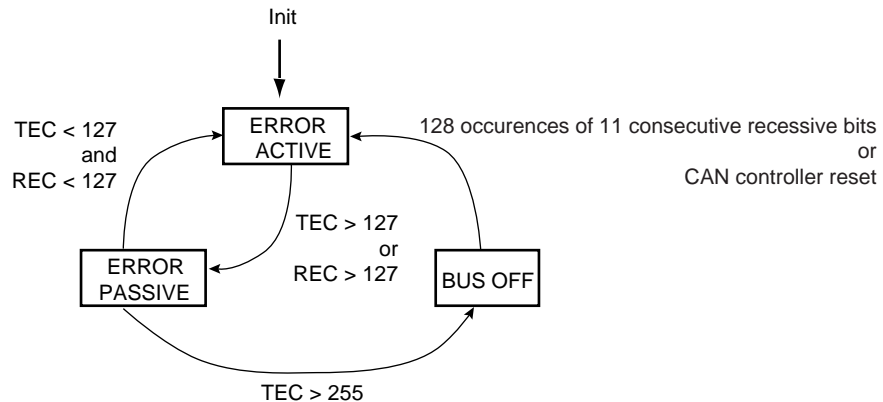 Init
TEC < 127
and
REC < 127
ERROR
ACTIVE
128 occurences of 11 consecutive recessive bits
or
CAN controller reset
TEC > 127
or
REC > 127
ERROR
PASSIVE
BUS OFF
TEC > 255